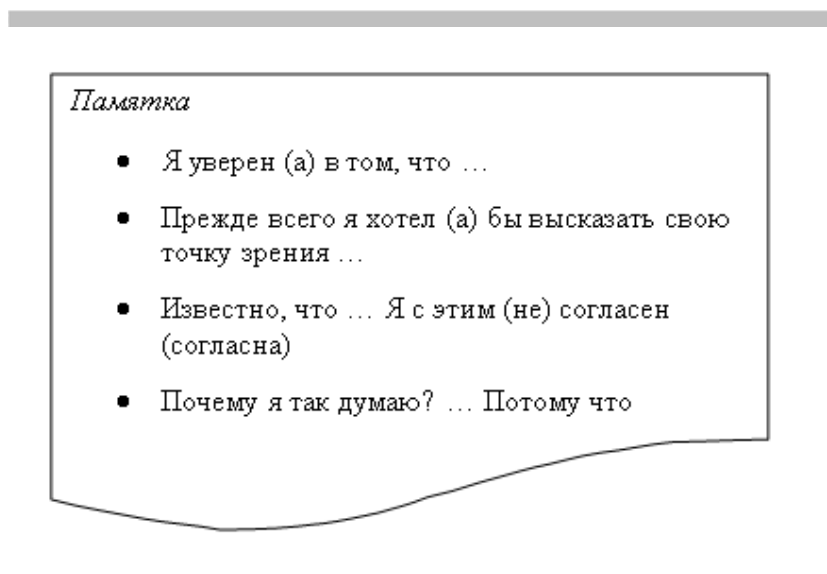 Памятка
• Я уверен (а) в том, что …
• Прежде всего я хотел (а) бы высказать свою
точку зрения …
• Известно, что … Я с этим (не) согласен
(согласна)
• Почему я так думаю? … Потому что